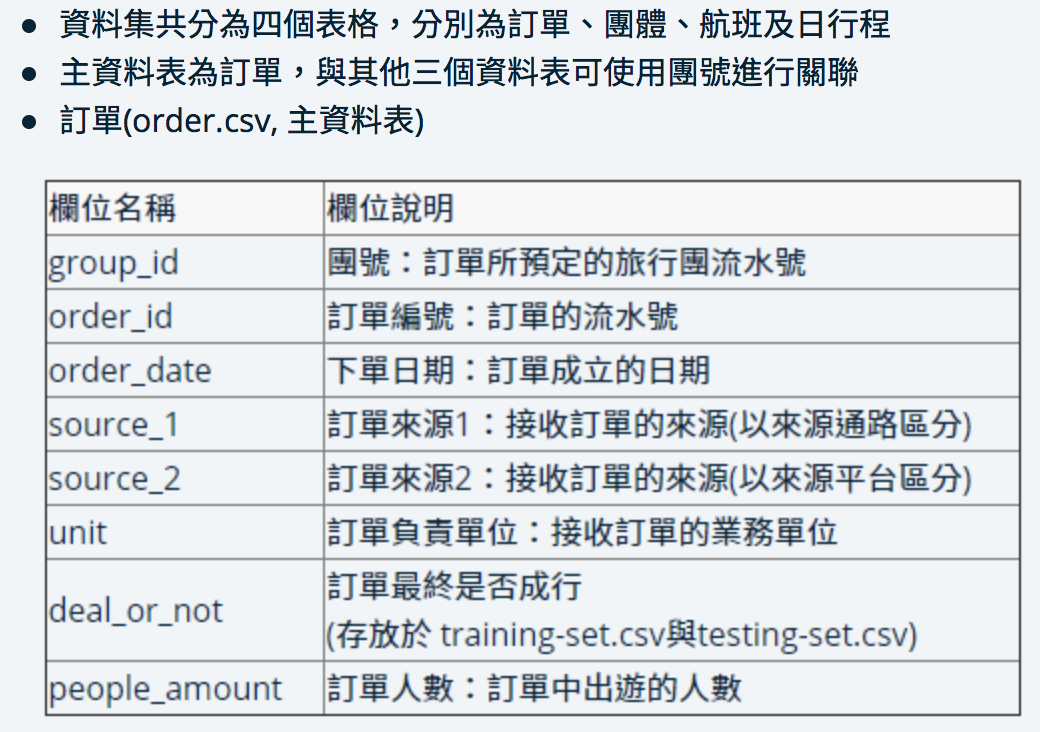 ● 資料集共分為四個表格，分別為訂單、團體、航班及日行程
● 主資料表為訂單，與其他三個資料表可使用團號進行關聯
● 訂單(order.csv, 主資料表)
欄位名稱 欄位說明
group_id 團號：訂單所預定的旅行團流水號
order_id 訂單編號：訂單的流水號
order_date 下單日期：訂單成立的日期
source_1 訂單來源1：接收訂單的來源(以來源通路區分)
source_2 訂單來源2：接收訂單的來源(以來源平台區分)
unit 訂單負責單位：接收訂單的業務單位
deal_or_not 訂單最終是否成行
(存放於 training-set.csv與testing-set.csv)
people_amount 訂單人數：訂單中出遊的人數